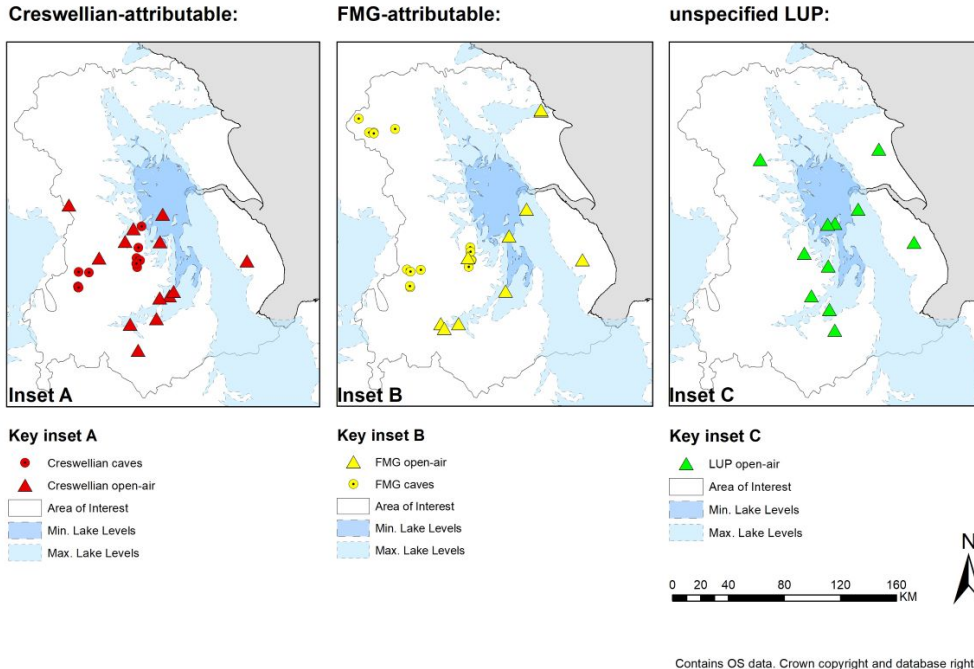 Creswellian-attributable:
FMG-attributable:
unspecified LUP:
Inset A
Inset B
Inset C
Key inset A
Creswellian caves
Creswellian open-air
Area of Interest
Min. Lake Levels
Max. Lake Levels
Key inset B
FMG open-air
FMG caves
Area of Interest
Min. Lake Levels
Max. Lake Levels
Key inset C
LUP open-air
Area of Interest
Min. Lake Levels
Max. Lake Levels
0 20 40 80 120 160
KM
N
Contains OS data. Crown copyright and database right